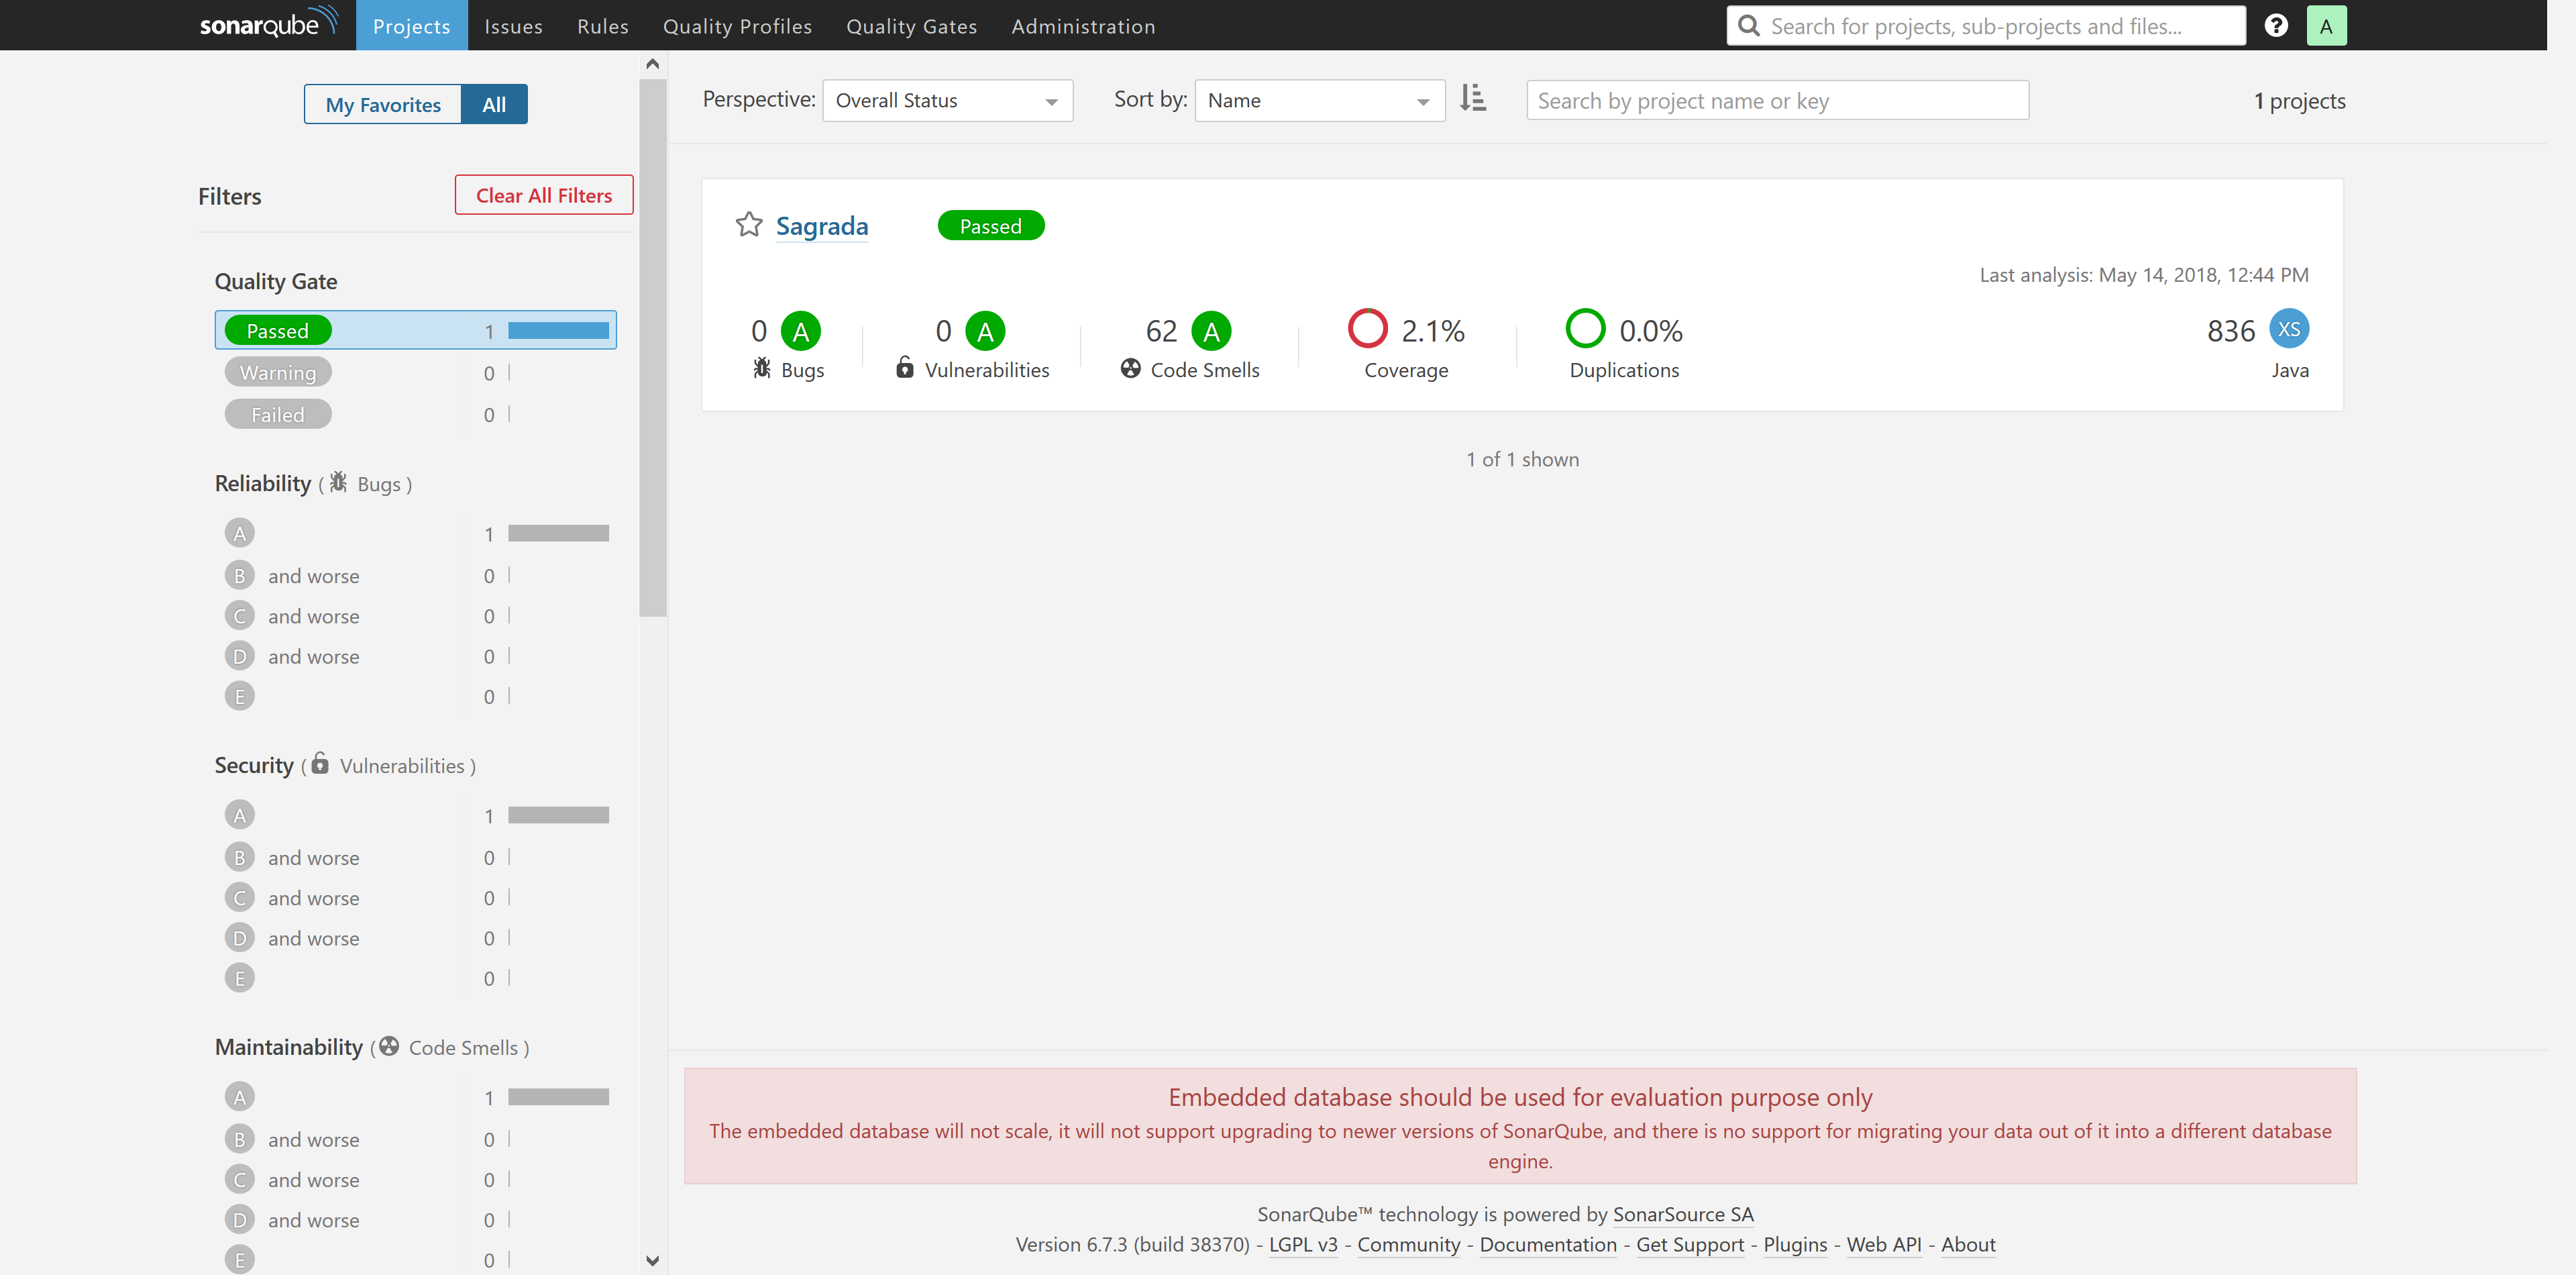 sonarqube Projects Issues Rules Quality Profiles Quality Gates Administration Search for projects, sub-projects and files... ? A
My Favorites All
Filters Clear All Filters
Quality Gate
Passed 1
Warning 0
Failed 0
Reliability ( Bugs )
A 1
B and worse 0
C and worse 0
D and worse 0
E 0
Security ( Vulnerabilities )
A 1
B and worse 0
C and worse 0
D and worse 0
E 0
Maintainability ( Code Smells )
A 1
B and worse 0
C and worse 0
D and worse 0
E 0
Perspective: Overall Status Sort by: Name Search by project name or key 1 projects
Sagrada Passed
Last analysis: May 14, 2018, 12:44 PM
0 A 0 A 62 A 2.1% 0.0% 836 XS
Bugs Vulnerabilities Code Smells Coverage Duplications Java
1 of 1 shown
Embedded database should be used for evaluation purpose only
The embedded database will not scale, it will not support upgrading to newer versions of SonarQube, and there is no support for migrating your data out of it into a different database
engine.
SonarQube™ technology is powered by SonarSource SA
Version 6.7.3 (build 38370) - LGPL v3 - Community - Documentation - Get Support - Plugins - Web API - About